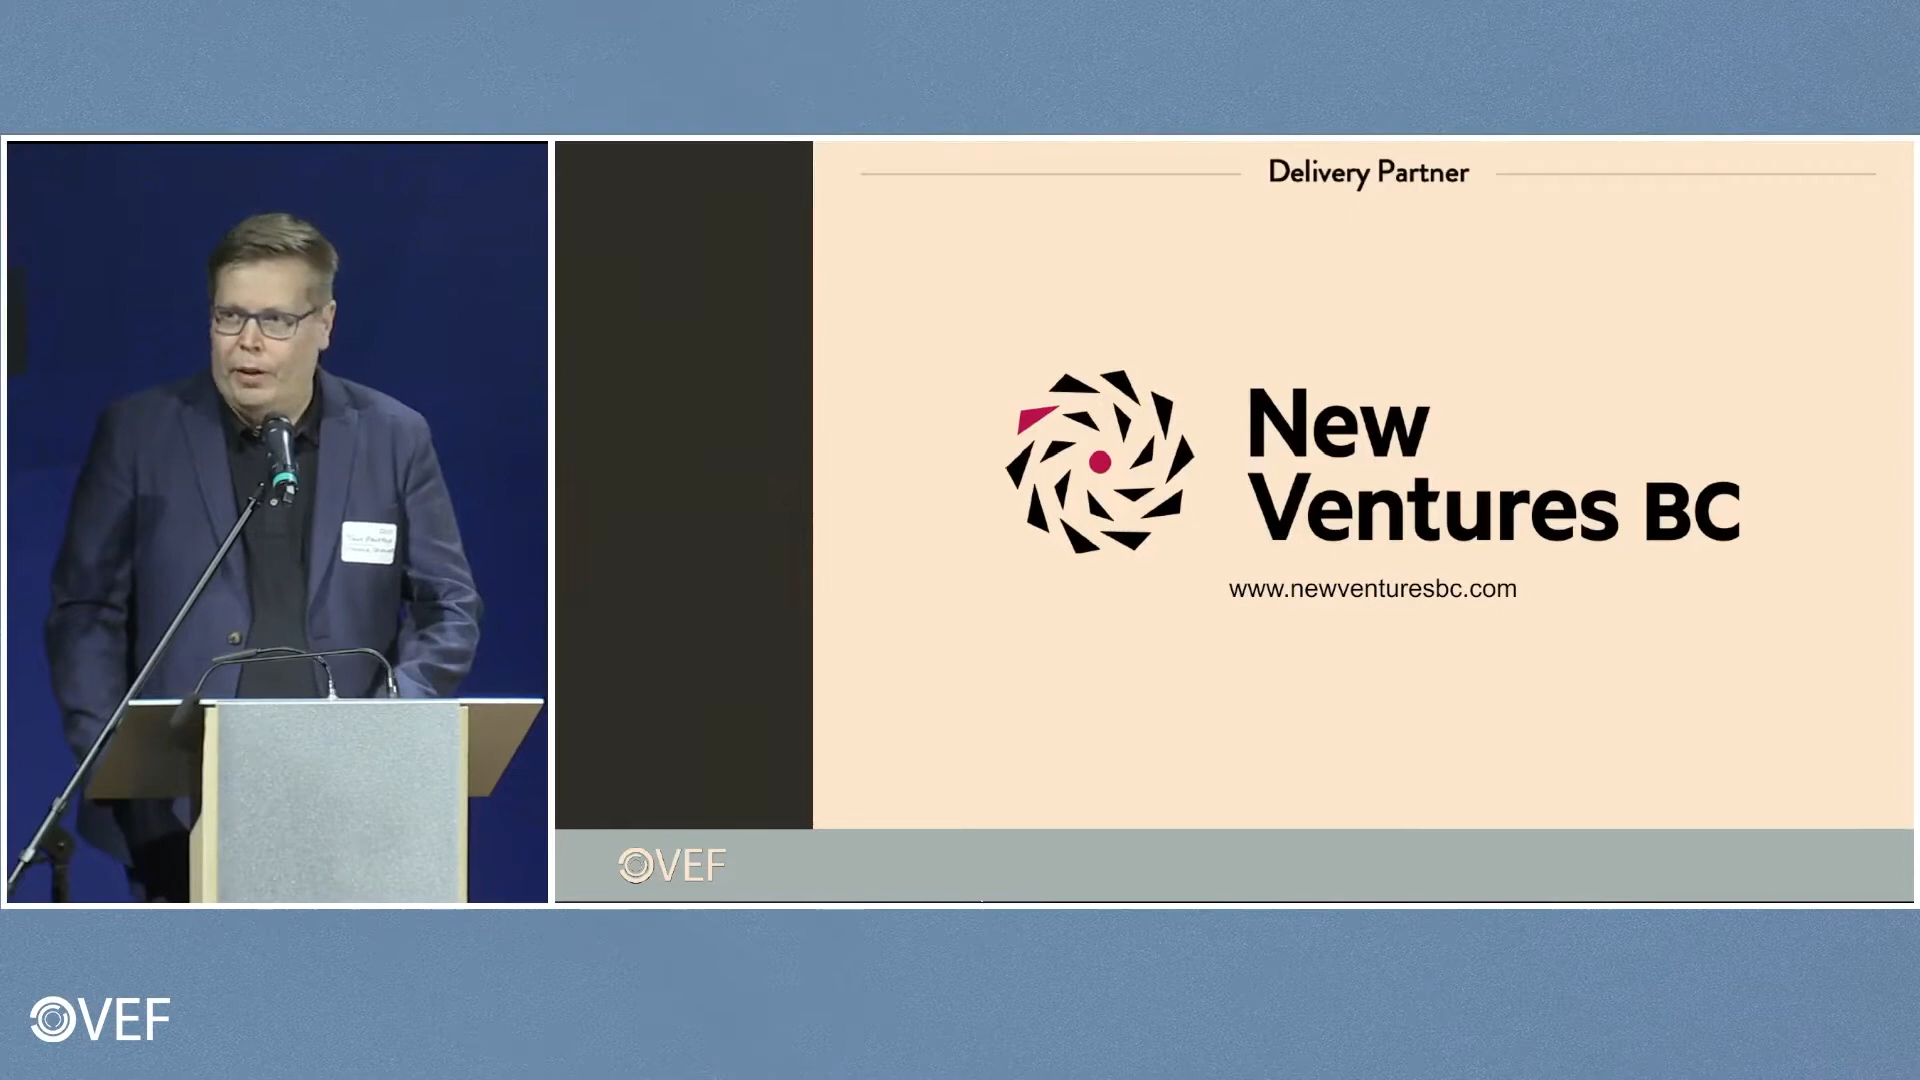 Delivery Partner
New
Ventures BC
www.newventuresbc.com
VEF
VEF